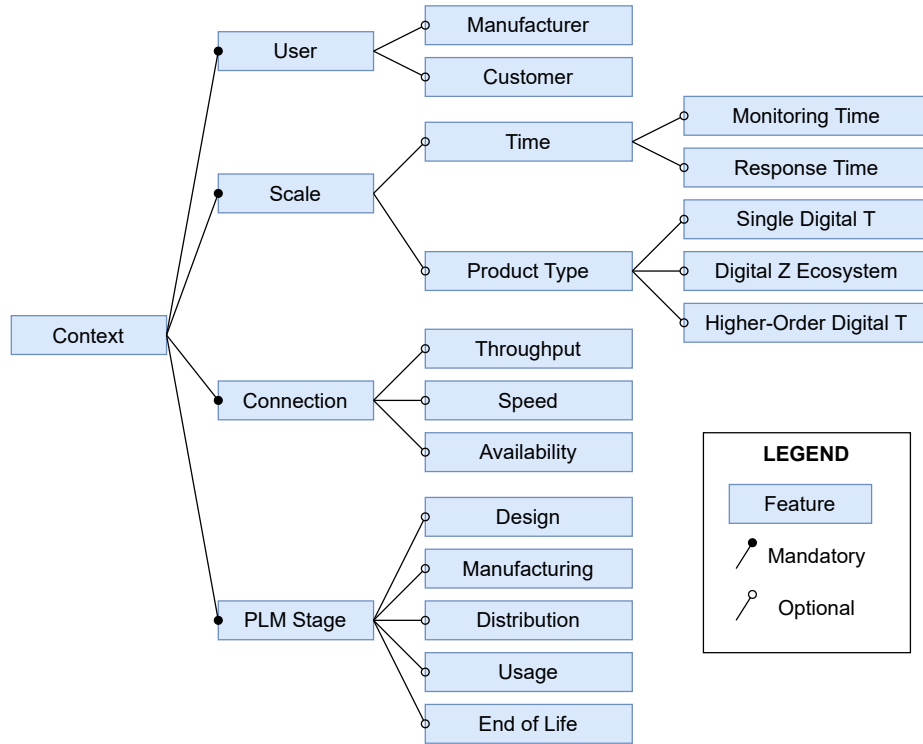 Manufacturer
User
Customer
Monitoring Time
Time
Response Time
Scale
Single Digital T
Product Type
Digital Z Ecosystem
Higher-Order Digital T
Context
Throughput
Connection
Speed
Availability
LEGEND
Feature
Mandatory
Optional
Design
Manufacturing
PLM Stage
Distribution
Usage
End of Life